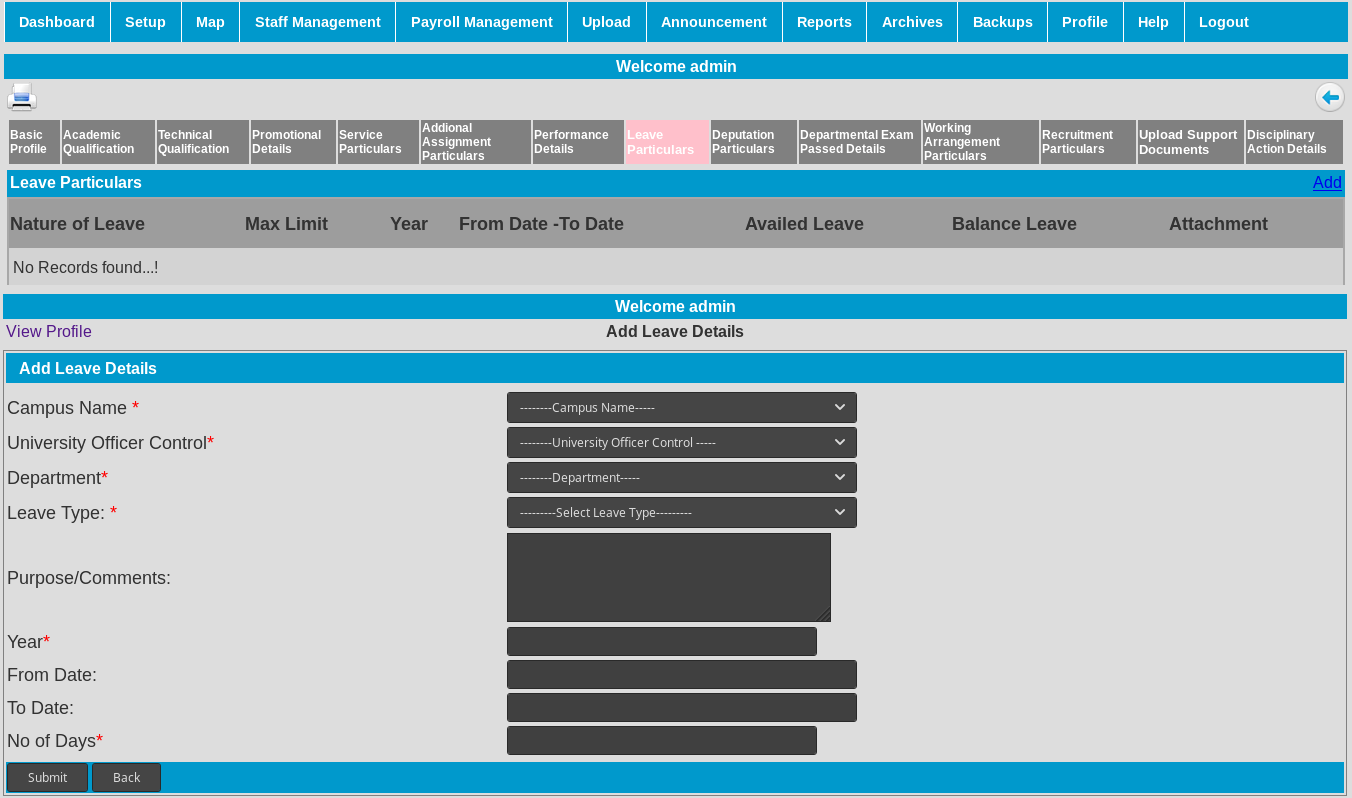 Dashboard Setup Map Staff Management Payroll Management Upload Announcement Reports Archives Backups Profile Help Logout
Welcome admin
Basic Profile Academic Qualification Technical Qualification Promotional Details Service Particulars Addional Assignment Particulars Performance Details Leave Particulars Deputation Particulars Departmental Exam Passed Details Working Arrangement Particulars Recruitment Particulars Upload Support Documents Disciplinary Action Details
Leave Particulars Add
Nature of Leave Max Limit Year From Date -To Date Availed Leave Balance Leave Attachment
No Records found...!
Welcome admin
View Profile Add Leave Details
Add Leave Details
Campus Name * --------Campus Name-----
University Officer Control* --------University Officer Control -----
Department* --------Department-----
Leave Type: * ---------Select Leave Type---------
Purpose/Comments:
Year*
From Date:
To Date:
No of Days*
Submit Back